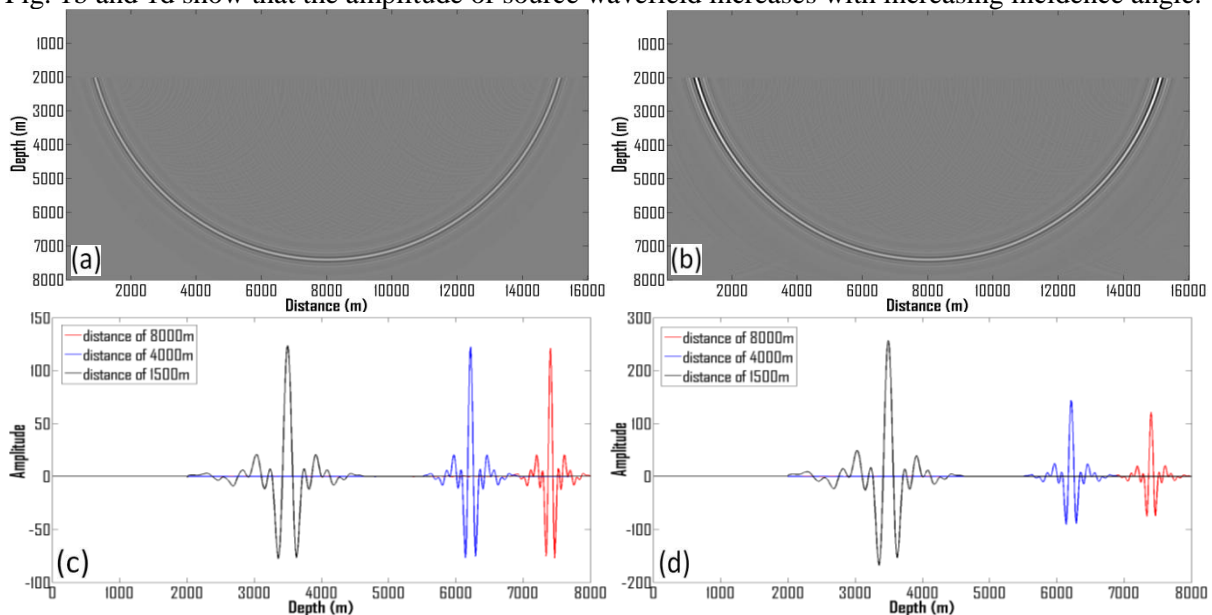 Fig. 1b and 1d show that the amplitude of source wavefield increases with increasing incidence angle.
1000
2000
3000
4000
5000
6000
7000
8000
Depth (m)
(a)
2000 4000 6000 8000 10000 12000 14000 16000
Distance (m)
1000
2000
3000
4000
5000
6000
7000
8000
Depth (m)
(b)
2000 4000 6000 8000 10000 12000 14000 16000
Distance (m)
150
100
50
0
-50
-100
Amplitude
distance of 8000m
distance of 4000m
distance of 1500m
(c)
0 1000 2000 3000 4000 5000 6000 7000 8000
Depth (m)
300
200
100
0
-100
-200
Amplitude
distance of 8000m
distance of 4000m
distance of 1500m
(d)
0 1000 2000 3000 4000 5000 6000 7000 8000
Depth (m)